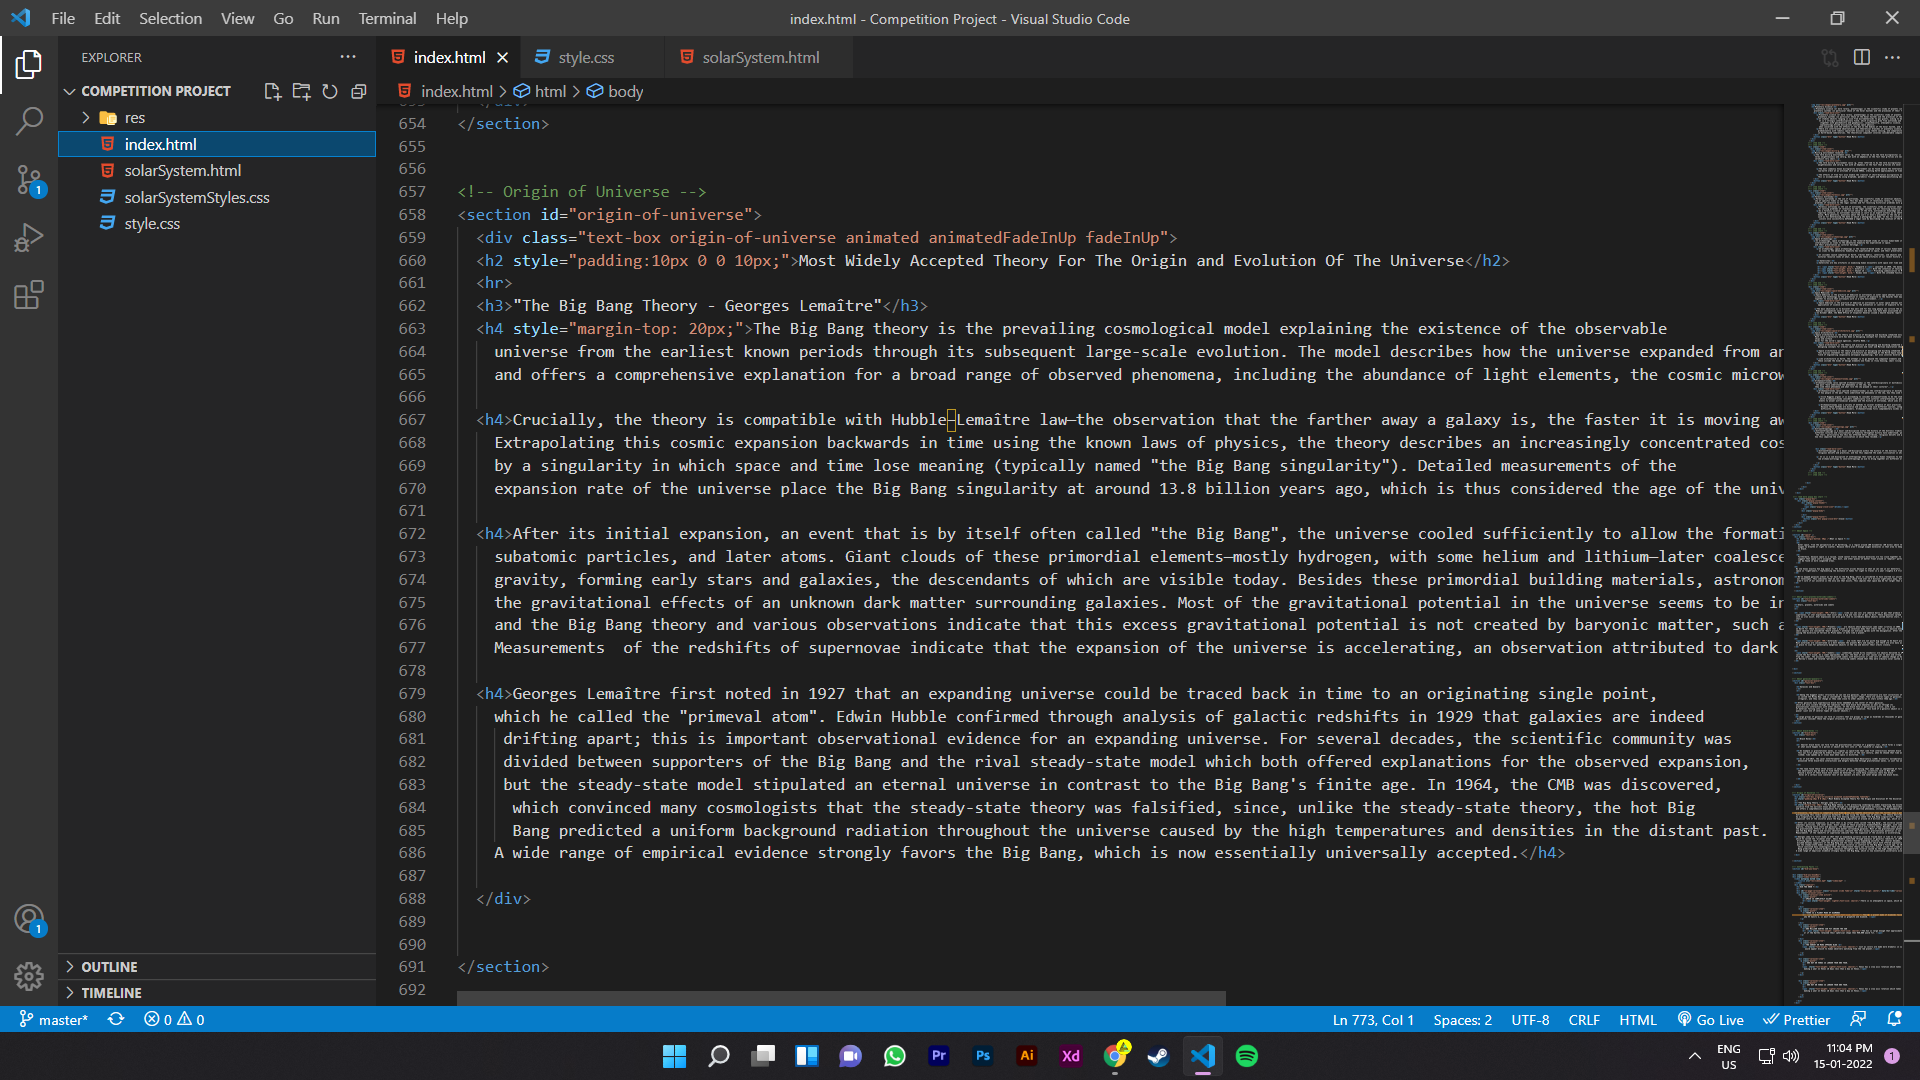 File Edit Selection View Go Run Terminal Help
index.html - Competition Project - Visual Studio Code
EXPLORER
index.html
style.css
solarSystem.html
COMPETITION PROJECT
index.html > html > body
res
index.html
solarSystem.html
solarSystemStyles.css
style.css
654 </section>
655
656
657 <!-- Origin of Universe -->
658 <section id="origin-of-universe">
659 <div class="text-box origin-of-universe animated animatedFadeInUp fadeInUp">
660 <h2 style="padding:10px 0 0 10px;">Most Widely Accepted Theory For The Origin and Evolution Of The Universe</h2>
661 <hr>
662 <h3>"The Big Bang Theory - Georges Lemaître"</h3>
663 <h4 style="margin-top: 20px;">The Big Bang theory is the prevailing cosmological model explaining the existence of the observable
664 universe from the earliest known periods through its subsequent large-scale evolution. The model describes how the universe expanded from an
665 and offers a comprehensive explanation for a broad range of observed phenomena, including the abundance of light elements, the cosmic microw
666
667 <h4>Crucially, the theory is compatible with Hubble–Lemaître law—the observation that the farther away a galaxy is, the faster it is moving aw
668 Extrapolating this cosmic expansion backwards in time using the known laws of physics, the theory describes an increasingly concentrated cos
669 by a singularity in which space and time lose meaning (typically named "the Big Bang singularity"). Detailed measurements of the
670 expansion rate of the universe place the Big Bang singularity at around 13.8 billion years ago, which is thus considered the age of the univ
671
672 <h4>After its initial expansion, an event that is by itself often called "the Big Bang", the universe cooled sufficiently to allow the formati
673 subatomic particles, and later atoms. Giant clouds of these primordial elements—mostly hydrogen, with some helium and lithium—later coalesce
674 gravity, forming early stars and galaxies, the descendants of which are visible today. Besides these primordial building materials, astronom
675 the gravitational effects of an unknown dark matter surrounding galaxies. Most of the gravitational potential in the universe seems to be in
676 and the Big Bang theory and various observations indicate that this excess gravitational potential is not created by baryonic matter, such a
677 Measurements  of the redshifts of supernovae indicate that the expansion of the universe is accelerating, an observation attributed to dark
678
679 <h4>Georges Lemaître first noted in 1927 that an expanding universe could be traced back in time to an originating single point,
680 which he called the "primeval atom". Edwin Hubble confirmed through analysis of galactic redshifts in 1929 that galaxies are indeed
681 drifting apart; this is important observational evidence for an expanding universe. For several decades, the scientific community was
682 divided between supporters of the Big Bang and the rival steady-state model which both offered explanations for the observed expansion,
683 but the steady-state model stipulated an eternal universe in contrast to the Big Bang's finite age. In 1964, the CMB was discovered,
684 which convinced many cosmologists that the steady-state theory was falsified, since, unlike the steady-state theory, the hot Big
685 Bang predicted a uniform background radiation throughout the universe caused by the high temperatures and densities in the distant past.
686 A wide range of empirical evidence strongly favors the Big Bang, which is now essentially universally accepted.</h4>
687
688 </div>
689
690
691 </section>
692
1
1
OUTLINE
TIMELINE
master* 0 0
Ln 773, Col 1 Spaces: 2 UTF-8 CRLF HTML Go Live Prettier
Pr Ps Ai Xd
ENG
US
11:04 PM
15-01-2022
1